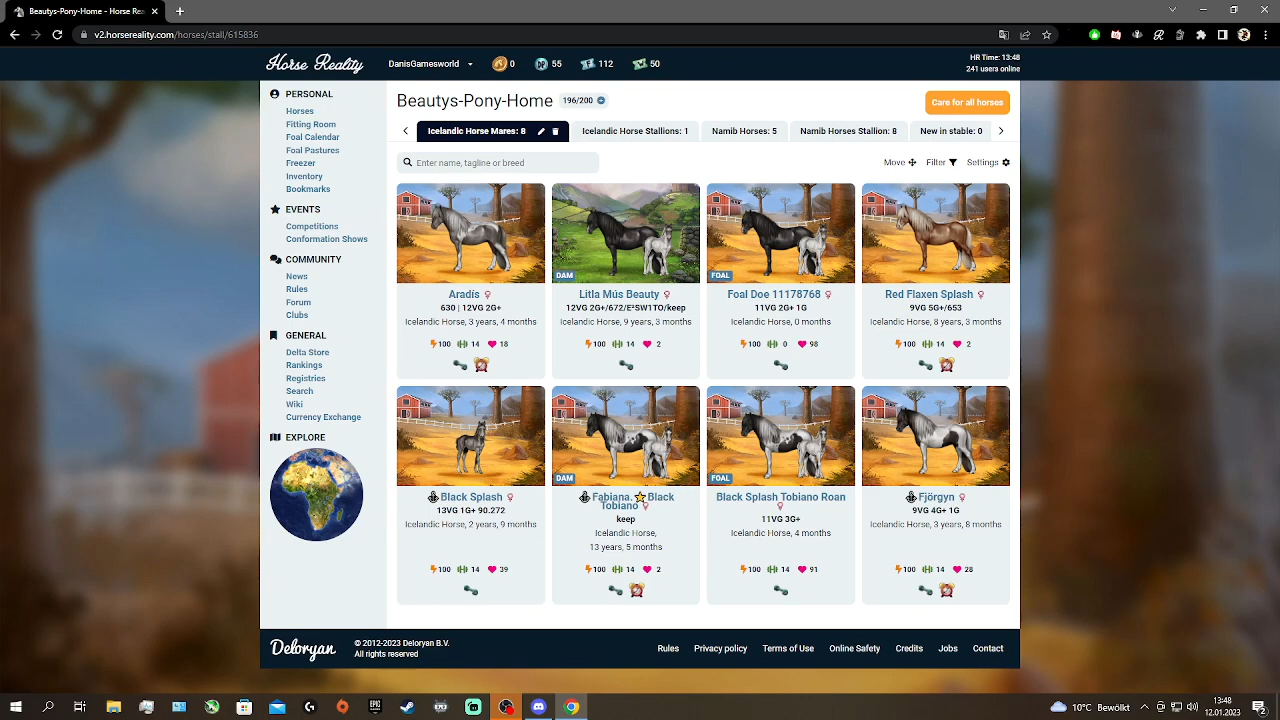 Beautys-Pony-Home - Horse Rea
v2.horsereality.com/horses/stall/615836
Horse Reality
DanisGamesworld
0
55
112
50
HR Time: 13:48
241 users online
PERSONAL
Horses
Fitting Room
Foal Calendar
Foal Pastures
Freezer
Inventory
Bookmarks
EVENTS
Competitions
Conformation Shows
COMMUNITY
News
Rules
Forum
Clubs
GENERAL
Delta Store
Rankings
Registries
Search
Wiki
Currency Exchange
EXPLORE
Beautys-Pony-Home
196/200
Care for all horses
Icelandic Horse Mares: 8
Icelandic Horse Stallions: 1
Namib Horses: 5
Namib Horses Stallion: 8
New in stable: 0
Enter name, tagline or breed
Move
Filter
Settings
Aradís ♀
630 | 12VG 2G+
Icelandic Horse, 3 years, 4 months
100 14 18
DAM
Litla Mús Beauty ♀
12VG 2G+/672/E²SW1TO/keep
Icelandic Horse, 9 years, 3 months
100 14 2
FOAL
Foal Doe 11178768 ♀
11VG 2G+ 1G
Icelandic Horse, 0 months
100 0 98
Red Flaxen Splash ♀
9VG 5G+/653
Icelandic Horse, 8 years, 3 months
100 14 2
Black Splash ♀
13VG 1G+ 90.272
Icelandic Horse, 2 years, 9 months
100 14 39
DAM
Fabiana. ⭐Black
Tobiano ♀
keep
Icelandic Horse,
13 years, 5 months
100 14 2
FOAL
Black Splash Tobiano Roan
♀
11VG 3G+
Icelandic Horse, 4 months
100 14 91
Fjörgyn ♀
9VG 4G+ 1G
Icelandic Horse, 3 years, 8 months
100 14 28
Deloryan
© 2012-2023 Deloryan B.V.
All rights reserved
Rules
Privacy policy
Terms of Use
Online Safety
Credits
Jobs
Contact
EPIC
10°C Bewölkt
13:48
12.01.2023